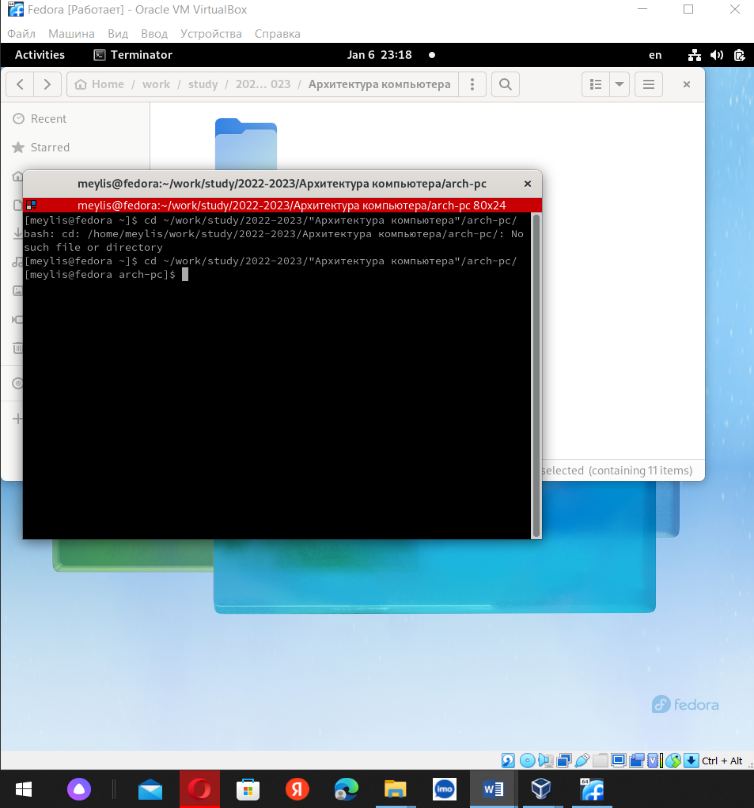 Fedora [Работает] - Oracle VM VirtualBox
Файл Машина Вид Ввод Устройства Справка
Activities Terminator Jan 6 23:18 en
Home / work / study / 202… 023 / Архитектура компьютера
Recent
Starred
meylis@fedora:~/work/study/2022-2023/Архитектура компьютера/arch-pc
meylis@fedora:~/work/study/2022-2023/Архитектура компьютера/arch-pc 80x24
[meylis@fedora ~]$ cd ~/work/study/2022-2023/"Архитектура компьютера"/arch-pc/
bash: cd: /home/meylis/work/study/2022-2023/Архитектура компьютера/arch-pc/: No
such file or directory
[meylis@fedora ~]$ cd ~/work/study/2022-2023/"Архитектура компьютера"/arch-pc/
[meylis@fedora arch-pc]$
selected (containing 11 items)
fedora
Ctrl + Alt
Я imo W 64